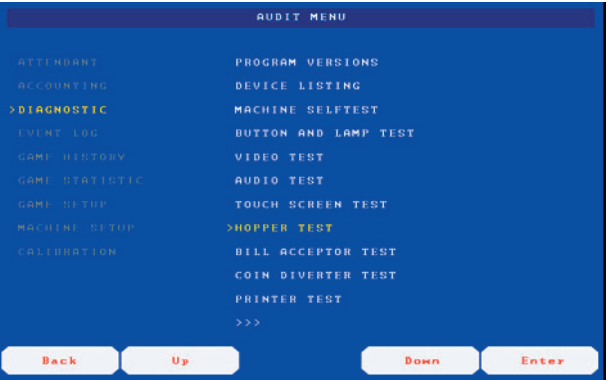 AUDIT MENU
ATTENDANT
ACCOUNTING
>DIAGNOSTIC
EVENT LOG
GAME HISTORY
GAME STATISTIC
GAME SETUP
MACHINE SETUP
CALIBRATION
PROGRAM VERSIONS
DEVICE LISTING
MACHINE SELFTEST
BUTTON AND LAMP TEST
VIDEO TEST
AUDIO TEST
TOUCH SCREEN TEST
>HOPPER TEST
BILL ACCEPTOR TEST
COIN DIVERTER TEST
PRINTER TEST
>>>
Back
Up
Down
Enter